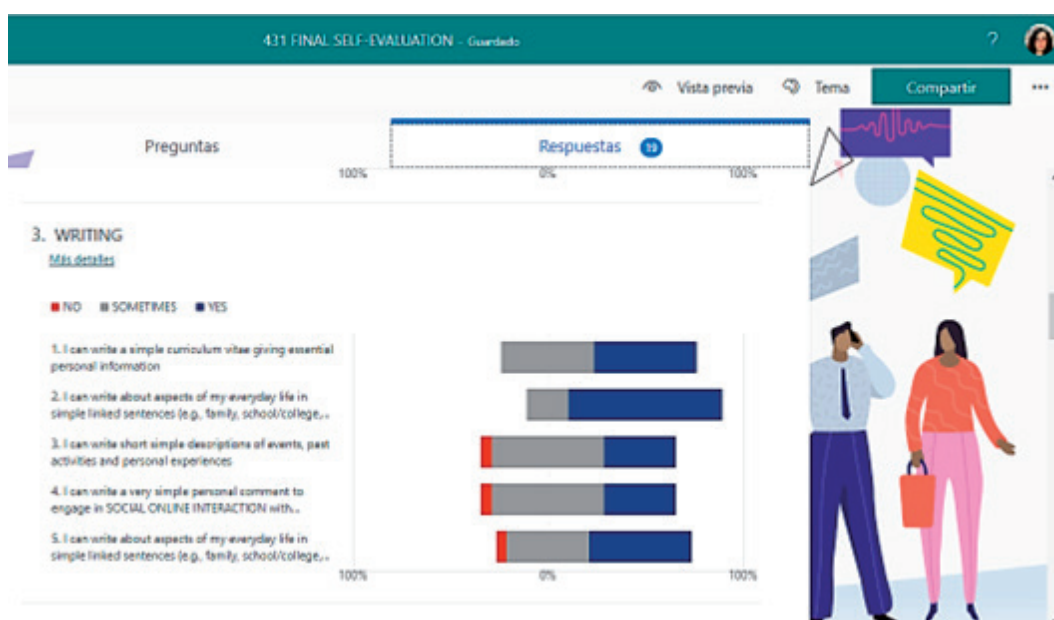 431 FINAL SELF-EVALUATION - Guardado
?
Vista previa
Tema
Compartir
...
Preguntas
Respuestas 19
100% 0% 100%
3. WRITING
Más detalles
NO SOMETIMES YES
1. I can write a simple curriculum vitae giving essential
personal information
2. I can write about aspects of my everyday life in
simple linked sentences (e.g., family, school/college,...
3. I can write short simple descriptions of events, past
activities and personal experiences
4. I can write a very simple personal comment to
engage in SOCIAL ONLINE INTERACTION with...
5. I can write about aspects of my everyday life in
simple linked sentences (e.g., family, school/college,...
100% 0% 100%